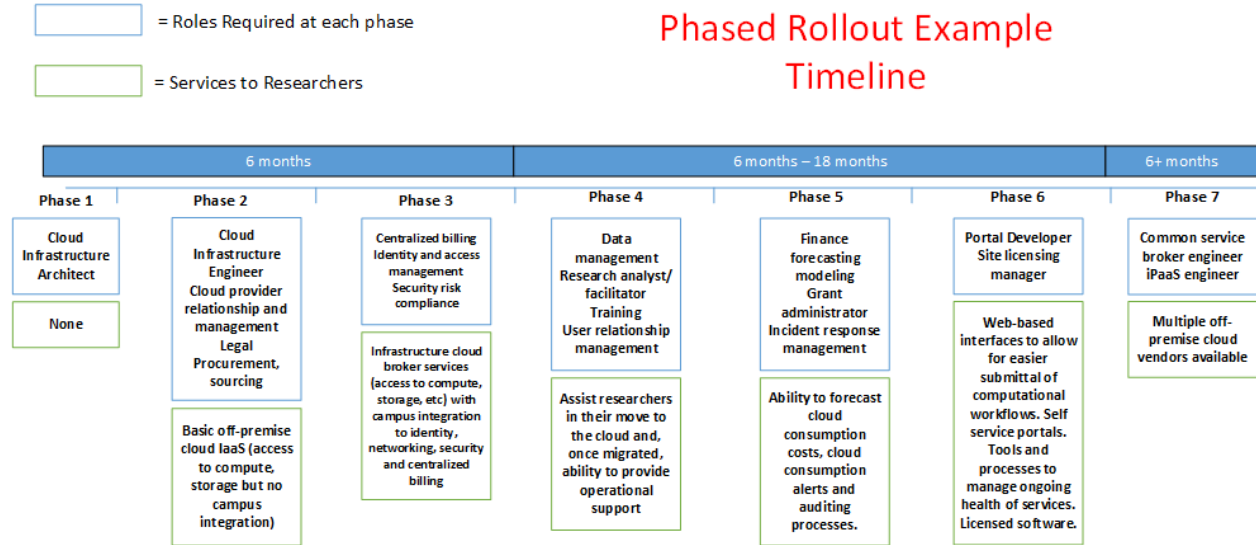 = Roles Required at each phase
= Services to Researchers
Phased Rollout Example
Timeline
6 months
6 months – 18 months
6+ months
Phase 1
Phase 2
Phase 3
Phase 4
Phase 5
Phase 6
Phase 7
Cloud
Infrastructure
Architect
None
Cloud
Infrastructure
Engineer
Cloud provider
relationship and
management
Legal
Procurement,
sourcing
Basic off-premise
cloud IaaS (access
to compute,
storage but no
campus
integration)
Centralized billing
Identity and access
management
Security risk
compliance
Infrastructure cloud
broker services
(access to compute,
storage, etc) with
campus integration
to identity,
networking, security
and centralized
billing
Data
management
Research analyst/
facilitator
Training
User relationship
management
Assist researchers
in their move to
the cloud and,
once migrated,
ability to provide
operational
support
Finance
forecasting
modeling
Grant
administrator
Incident response
management
Ability to forecast
cloud
consumption
costs, cloud
consumption
alerts and
auditing
processes.
Portal Developer
Site licensing
manager
Web-based
interfaces to allow
for easier
submittal of
computational
workflows. Self
service portals.
Tools and
processes to
manage ongoing
health of services.
Licensed software.
Common service
broker engineer
iPaaS engineer
Multiple off-
premise cloud
vendors available